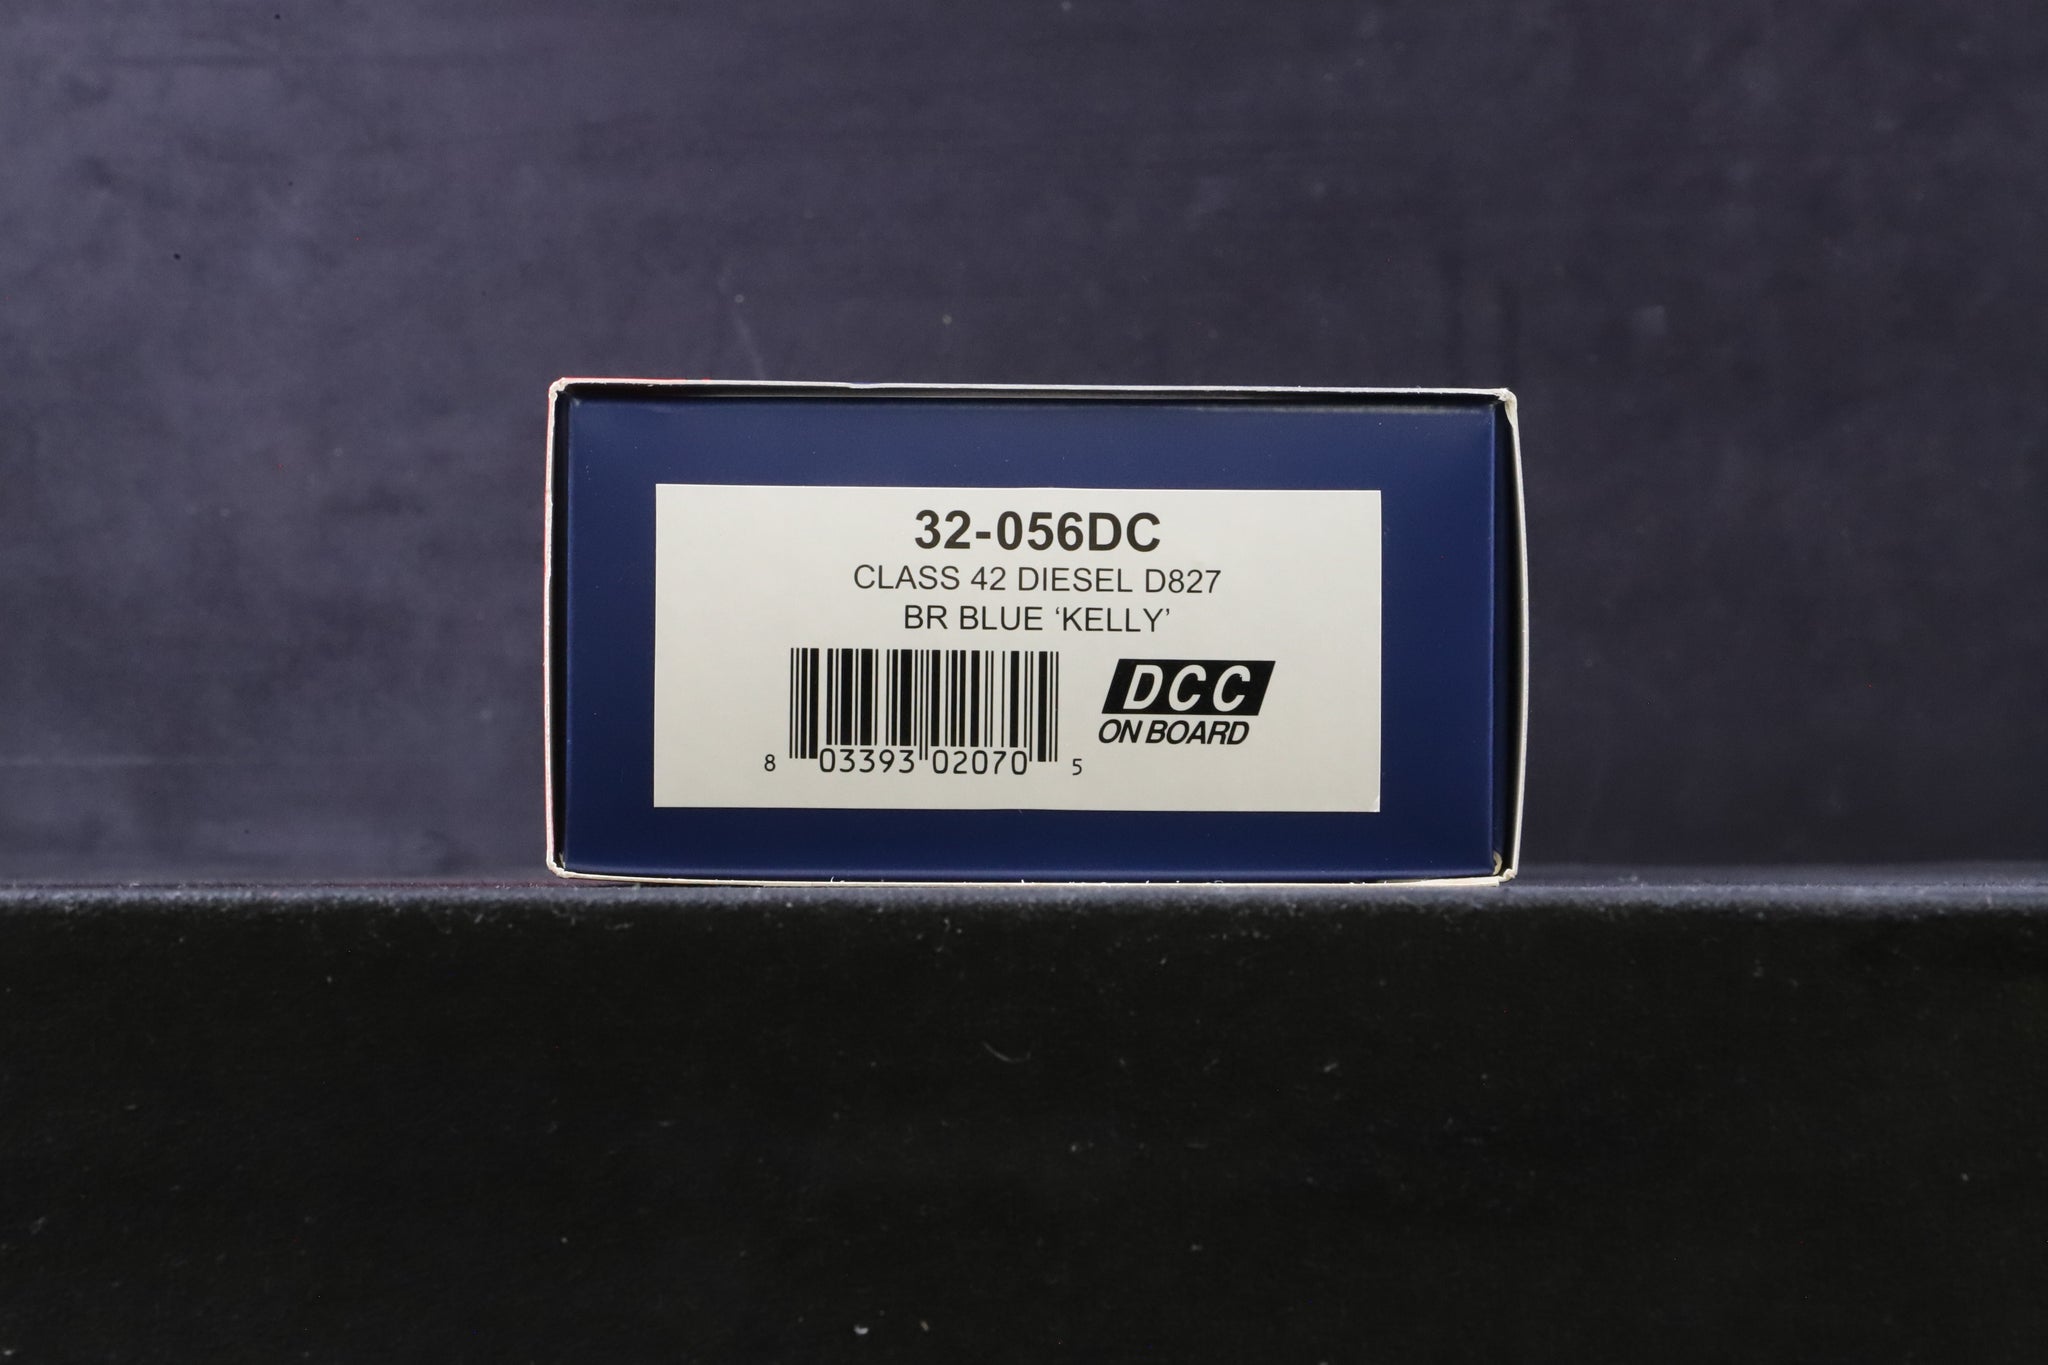 32-056DC
CLASS 42 DIESEL D827
BR BLUE ‘KELLY’
DCC
ON BOARD
8 03393 02070 5